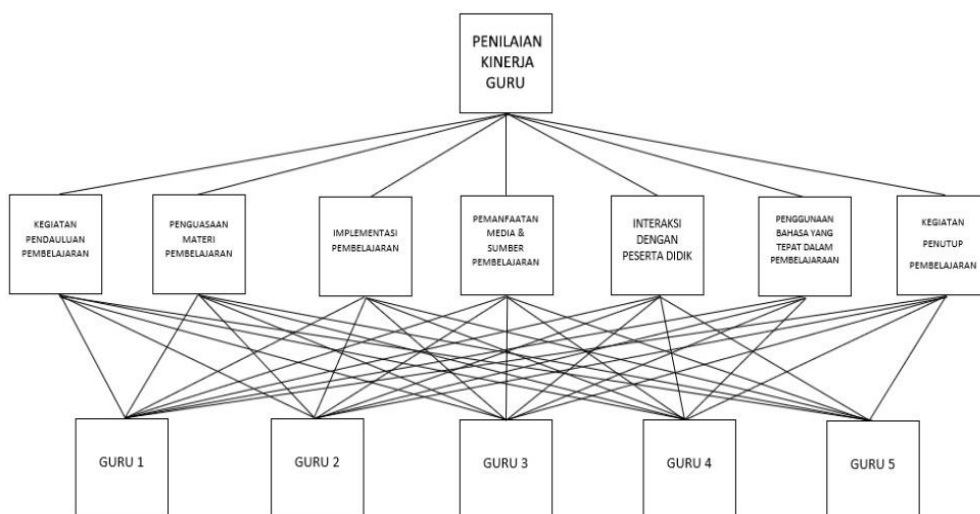 PENILAIAN
KINERJA
GURU
KEGIATAN
PENDAULUAN
PEMBELAJARAN
PENGUASAAN
MATERI
PEMBELAJARAN
IMPLEMENTASI
PEMBELAJARAN
PEMANFAATAN
MEDIA &
SUMBER
PEMBELAJARAN
INTERAKSI
DENGAN
PESERTA DIDIK
PENGGUNAAN
BAHASA YANG
TEPAT DALAM
PEMBELAJARAAN
KEGIATAN
PENUTUP
PEMBELAJARAN
GURU 1
GURU 2
GURU 3
GURU 4
GURU 5